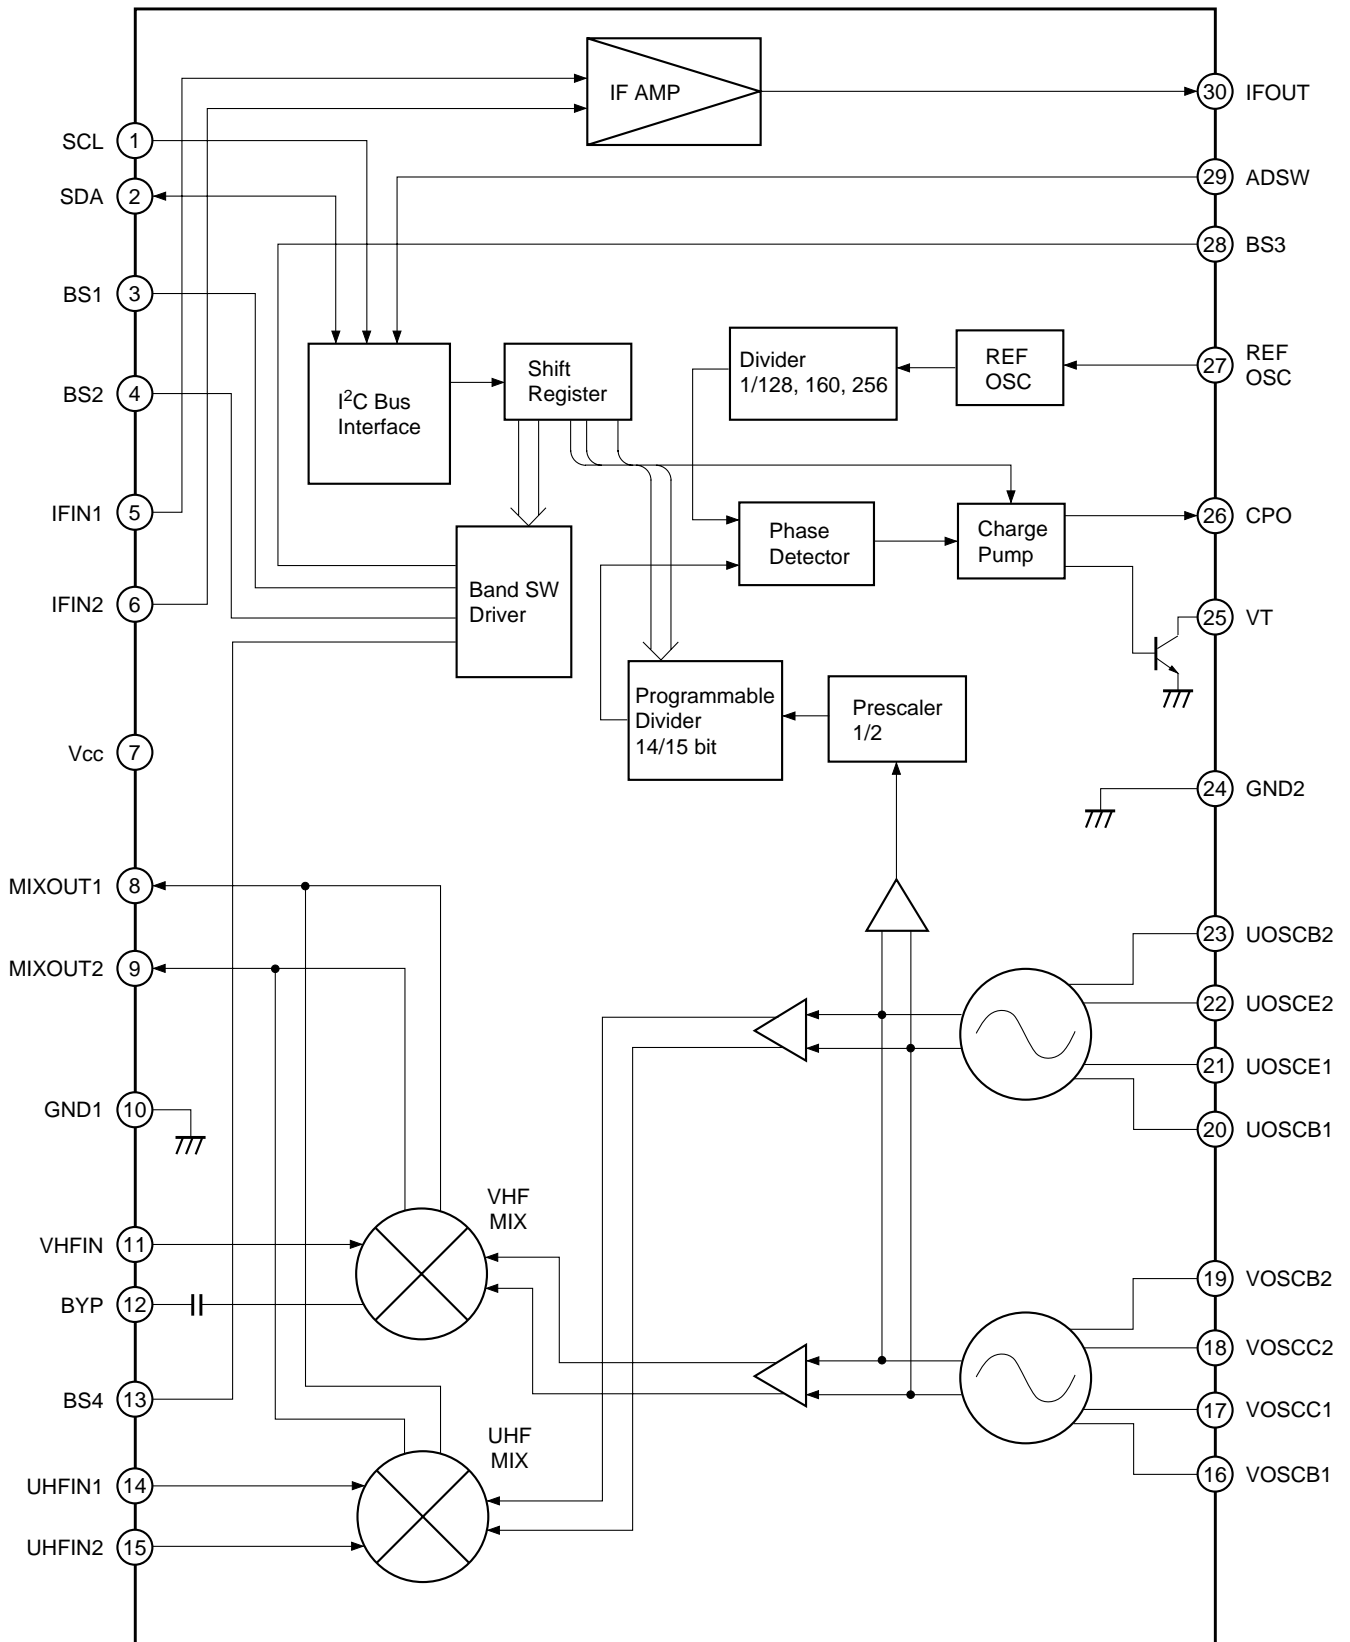 IF AMP
30 IFOUT
SCL 1
29 ADSW
SDA 2
28 BS3
BS1 3
I²C Bus
Interface
Shift
Register
Divider
1/128, 160, 256
REF
OSC
27 REF
OSC
BS2 4
IFIN1 5
Phase
Detector
Charge
Pump
26 CPO
IFIN2 6
Band SW
Driver
25 VT
Programmable
Divider
14/15 bit
Prescaler
1/2
Vcc 7
24 GND2
MIXOUT1 8
23 UOSCB2
MIXOUT2 9
22 UOSCE2
21 UOSCE1
GND1 10
20 UOSCB1
VHF
MIX
VHFIN 11
19 VOSCB2
BYP 12
18 VOSCC2
BS4 13
17 VOSCC1
UHF
MIX
UHFIN1 14
16 VOSCB1
UHFIN2 15